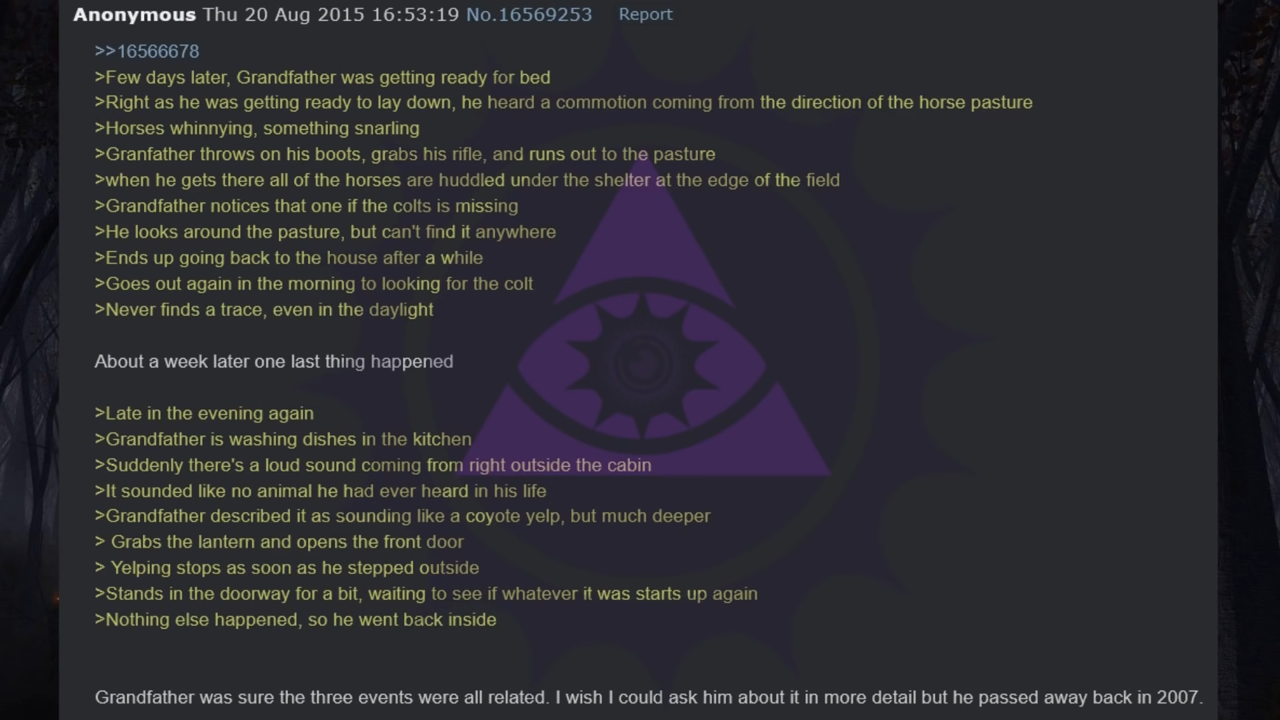 Anonymous Thu 20 Aug 2015 16:53:19 No.16569253 Report
>>16566678
>Few days later, Grandfather was getting ready for bed
>Right as he was getting ready to lay down, he heard a commotion coming from the direction of the horse pasture
>Horses whinnying, something snarling
>Granfather throws on his boots, grabs his rifle, and runs out to the pasture
>when he gets there all of the horses are huddled under the shelter at the edge of the field
>Grandfather notices that one if the colts is missing
>He looks around the pasture, but can't find it anywhere
>Ends up going back to the house after a while
>Goes out again in the morning to looking for the colt
>Never finds a trace, even in the daylight
About a week later one last thing happened
>Late in the evening again
>Grandfather is washing dishes in the kitchen
>Suddenly there's a loud sound coming from right outside the cabin
>It sounded like no animal he had ever heard in his life
>Grandfather described it as sounding like a coyote yelp, but much deeper
> Grabs the lantern and opens the front door
> Yelping stops as soon as he stepped outside
>Stands in the doorway for a bit, waiting to see if whatever it was starts up again
>Nothing else happened, so he went back inside
Grandfather was sure the three events were all related. I wish I could ask him about it in more detail but he passed away back in 2007.